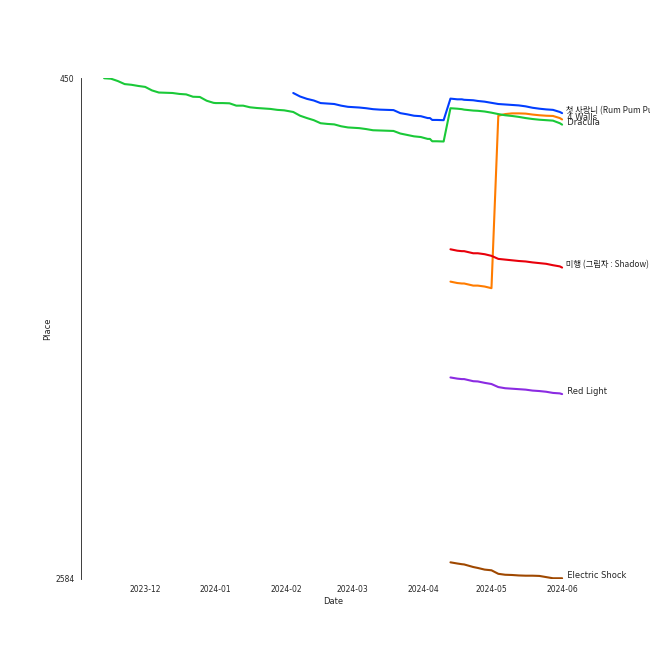 450
첫 사랑니 (Rum Pum Pu
4 Walls
Dracula
미행 (그림자 : Shadow)
Place
Red Light
Electric Shock
2584
2023-12 2024-01 2024-02 2024-03 2024-04 2024-05 2024-06
Date